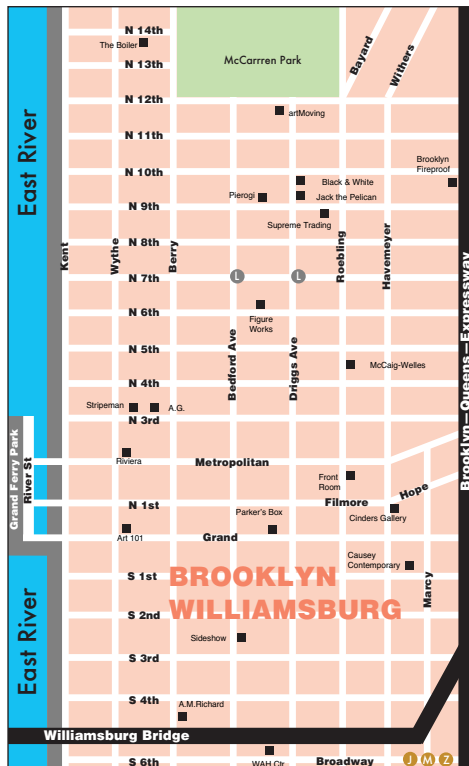 N 14th
The Boiler
McCarrren Park
Bayard
Withers
N 13th
N 12th
artMoving
N 11th
East River
N 10th
Brooklyn
Fireproof
Black & White
Pierogi
Jack the Pelican
N 9th
Supreme Trading
N 8th
Kent
Wythe
Berry
Roebling
Havemeyer
N 7th
L
L
Brooklyn–Queens–Expressway
N 6th
Figure
Works
Bedford Ave
Driggs Ave
N 5th
McCaig-Welles
N 4th
Stripeman
A.G.
N 3rd
Grand Ferry Park
River St
Riviera
Metropolitan
Front
Room
Filmore
Hope
N 1st
Parker's Box
Cinders Gallery
Art 101
Grand
Causey
Contemporary
Marcy
S 1st
BROOKLYN
WILLIAMSBURG
S 2nd
Sideshow
East River
S 3rd
S 4th
A.M.Richard
Williamsburg Bridge
WAH Ctr
S 6th
Broadway
J M Z